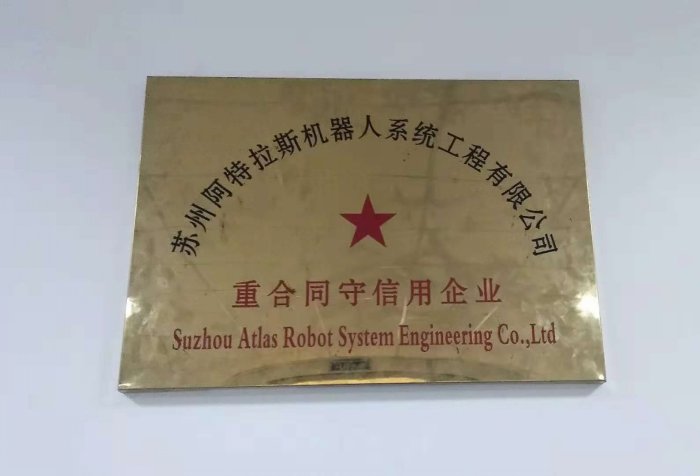 苏州阿特拉斯机器人系统工程有限公司
重合同守信用企业
Suzhou Atlas Robot System Engineering Co.,Ltd